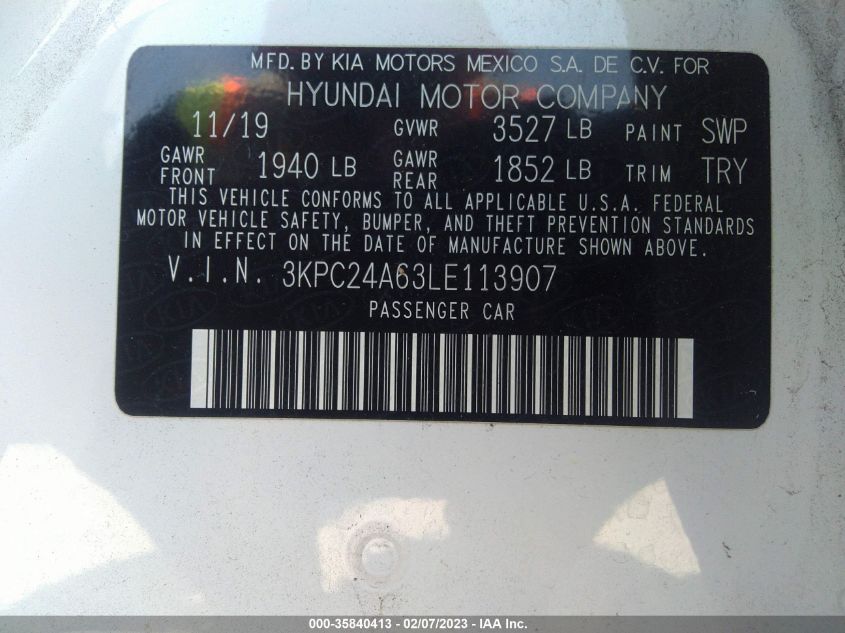 MFD. BY KIA MOTORS MEXICO S.A. DE C.V. FOR
HYUNDAI MOTOR COMPANY
11/19 GVWR 3527 LB PAINT SWP
GAWR FRONT 1940 LB GAWR REAR 1852 LB TRIM TRY
THIS VEHICLE CONFORMS TO ALL APPLICABLE U.S.A. FEDERAL
MOTOR VEHICLE SAFETY, BUMPER, AND THEFT PREVENTION STANDARDS
IN EFFECT ON THE DATE OF MANUFACTURE SHOWN ABOVE.
V.I.N. 3KPC24A63LE113907
PASSENGER CAR
000-35840413 — 02/07/2023 — IAA Inc.